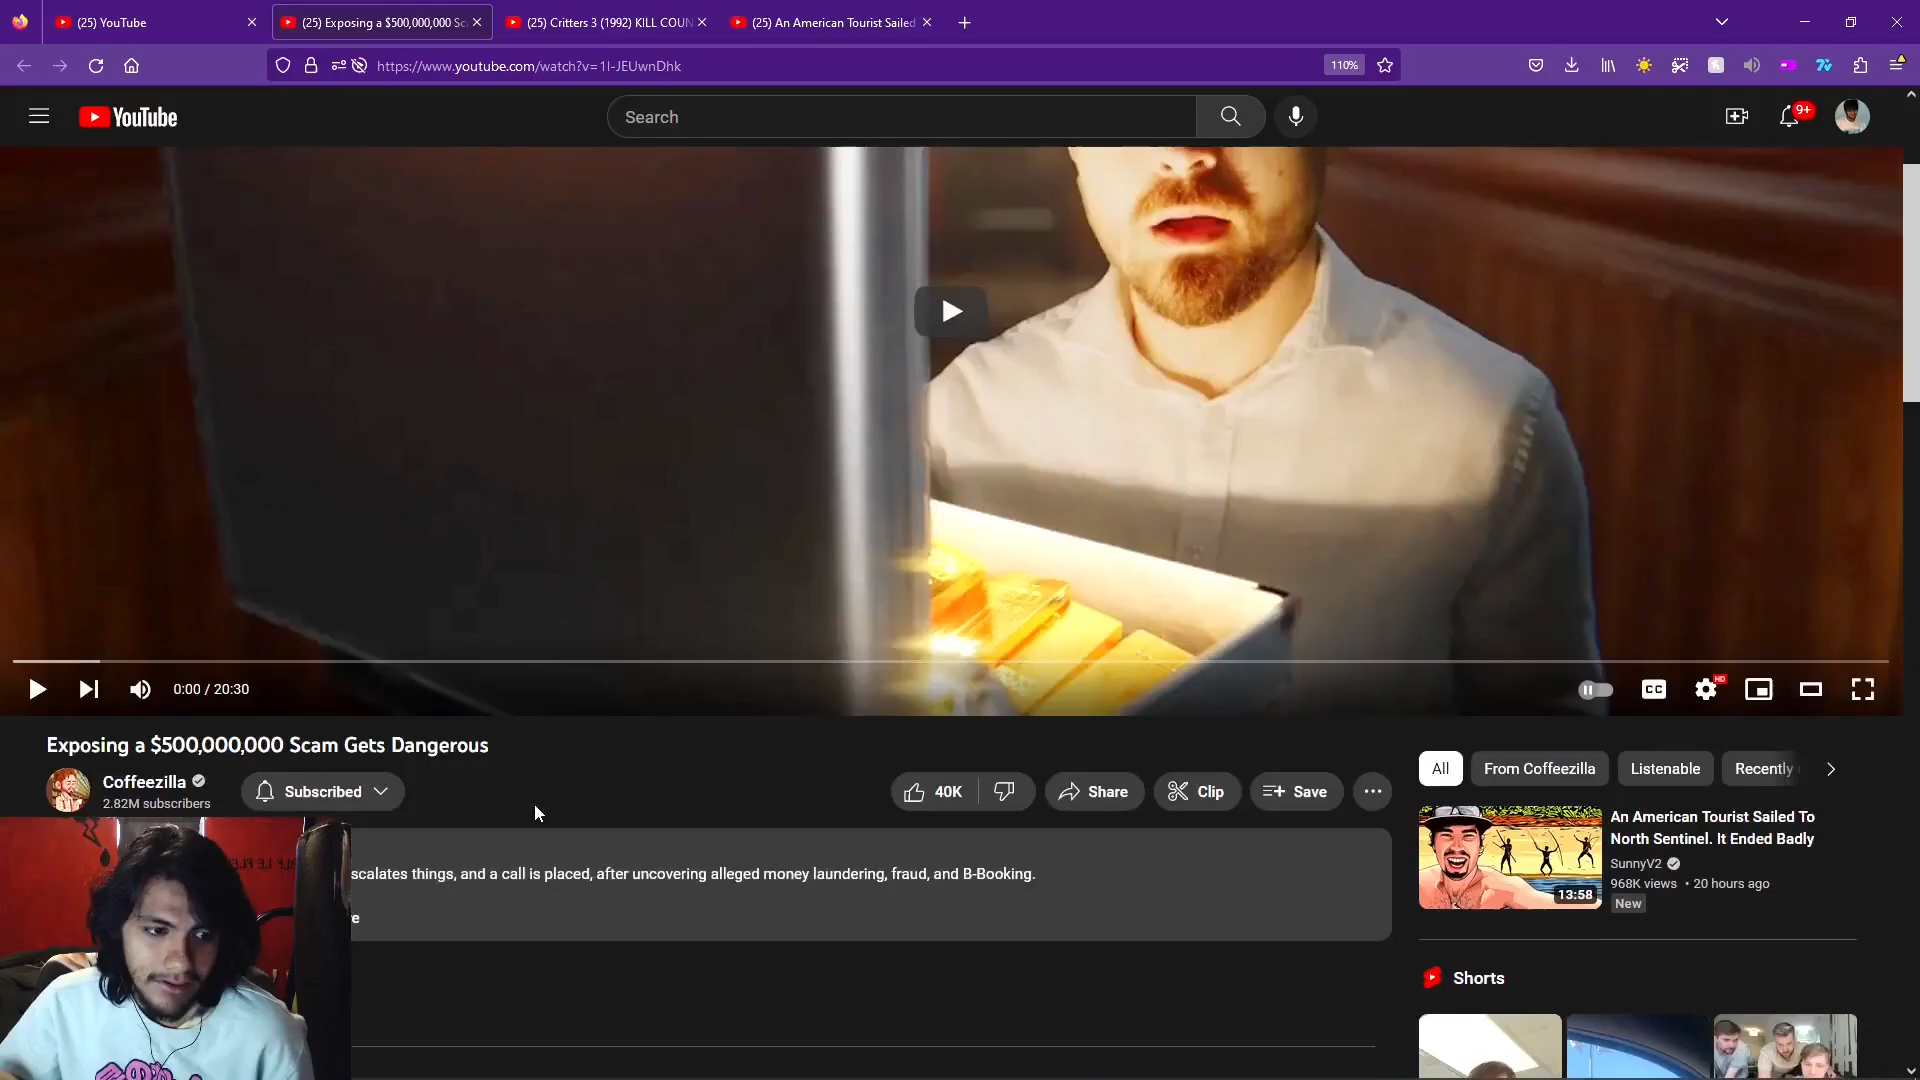 (25) YouTube
(25) Exposing a $500,000,000 Sc
(25) Critters 3 (1992) KILL COUN
(25) An American Tourist Sailed
https://www.youtube.com/watch?v=1I-JEUwnDhk
110%
YouTube
Search
9+
0:00 / 20:30
CC
HD
Exposing a $500,000,000 Scam Gets Dangerous
Coffeezilla
2.82M subscribers
Subscribed
40K
Share
Clip
Save
scalates things, and a call is placed, after uncovering alleged money laundering, fraud, and B-Booking.
e
All
From Coffeezilla
Listenable
Recently
An American Tourist Sailed To
North Sentinel. It Ended Badly
SunnyV2
968K views • 20 hours ago
New
13:58
Shorts